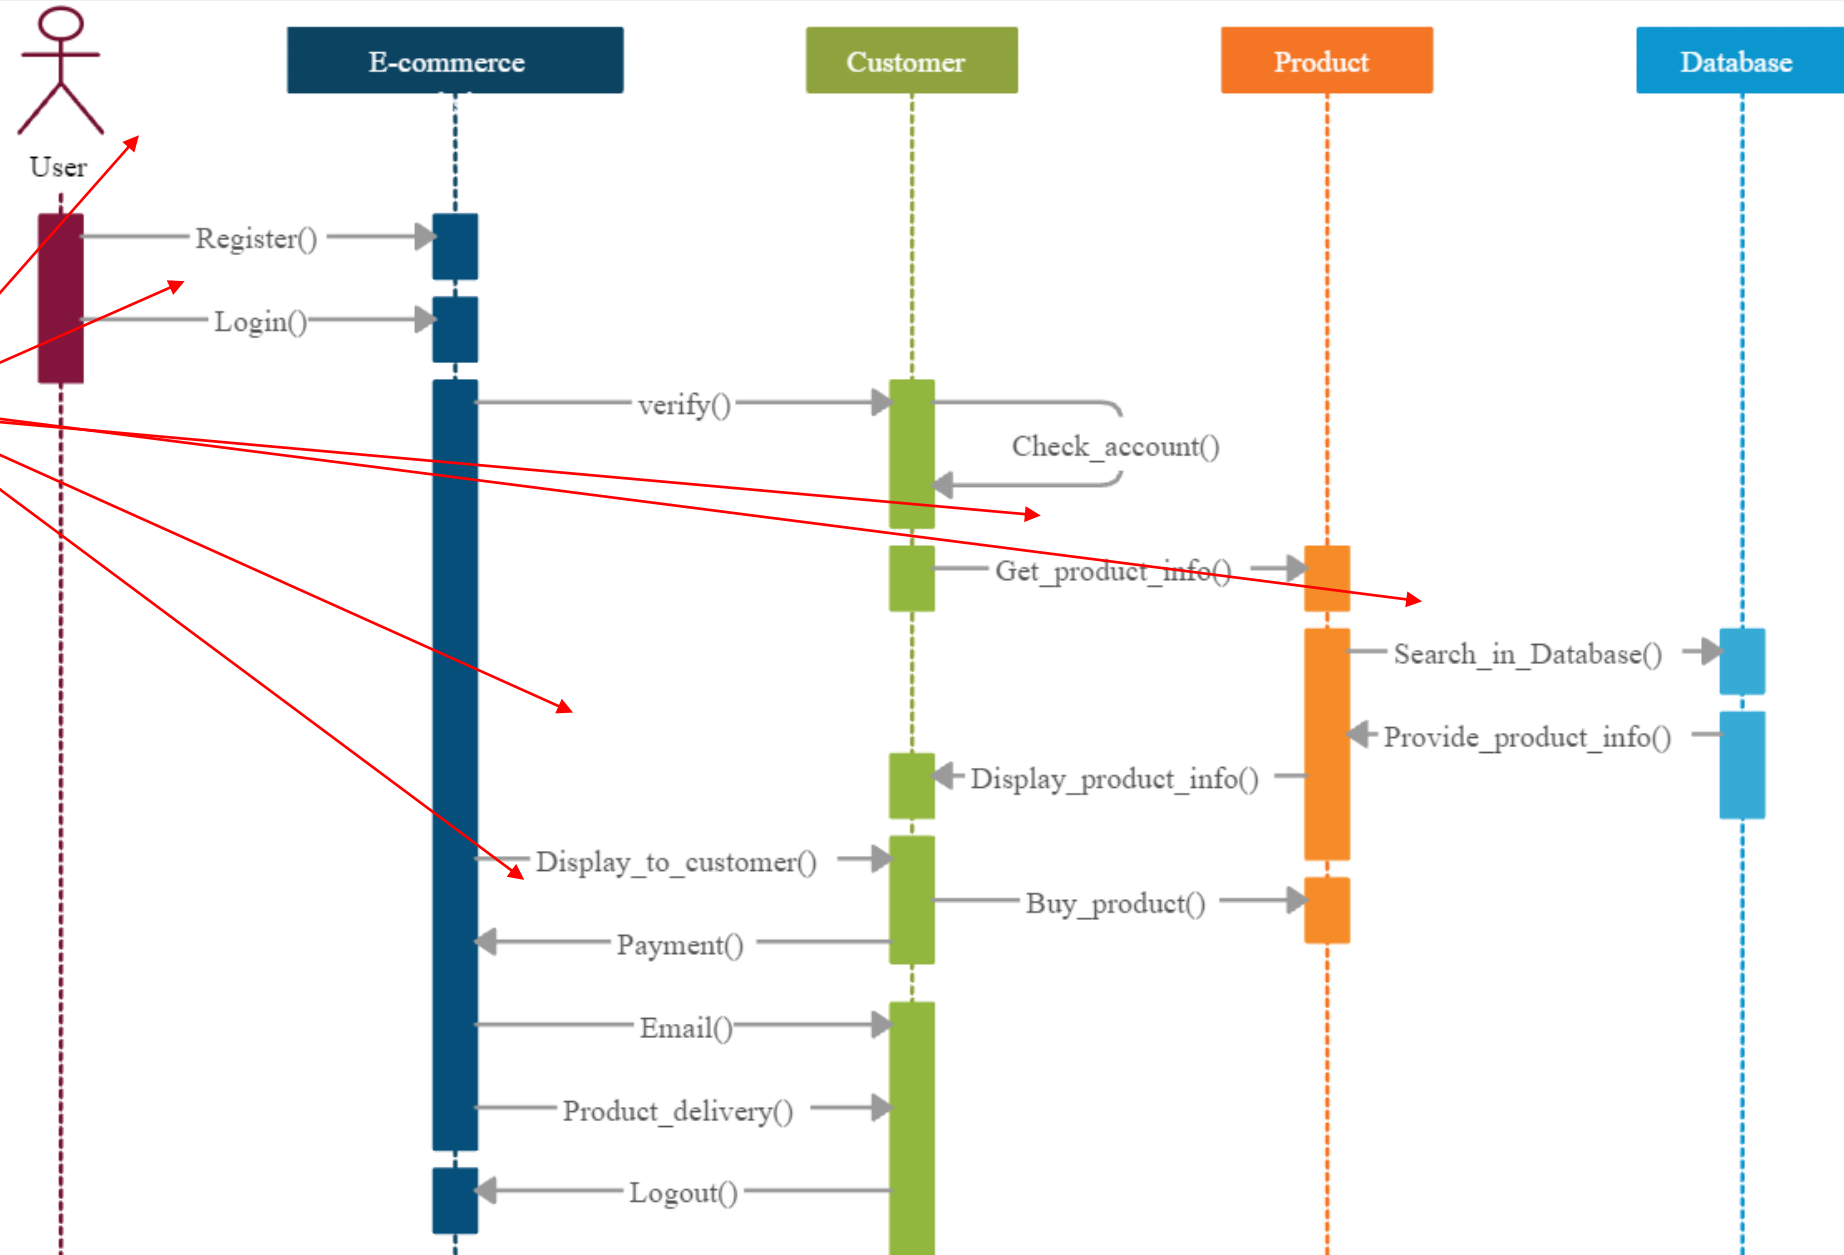 E-commerce
Customer
Product
Database
User
Register()
Login()
verify()
Check_account()
Get_product_info()
Search_in_Database()
Provide_product_info()
Display_product_info()
Display_to_customer()
Buy_product()
Payment()
Email()
Product_delivery()
Logout()